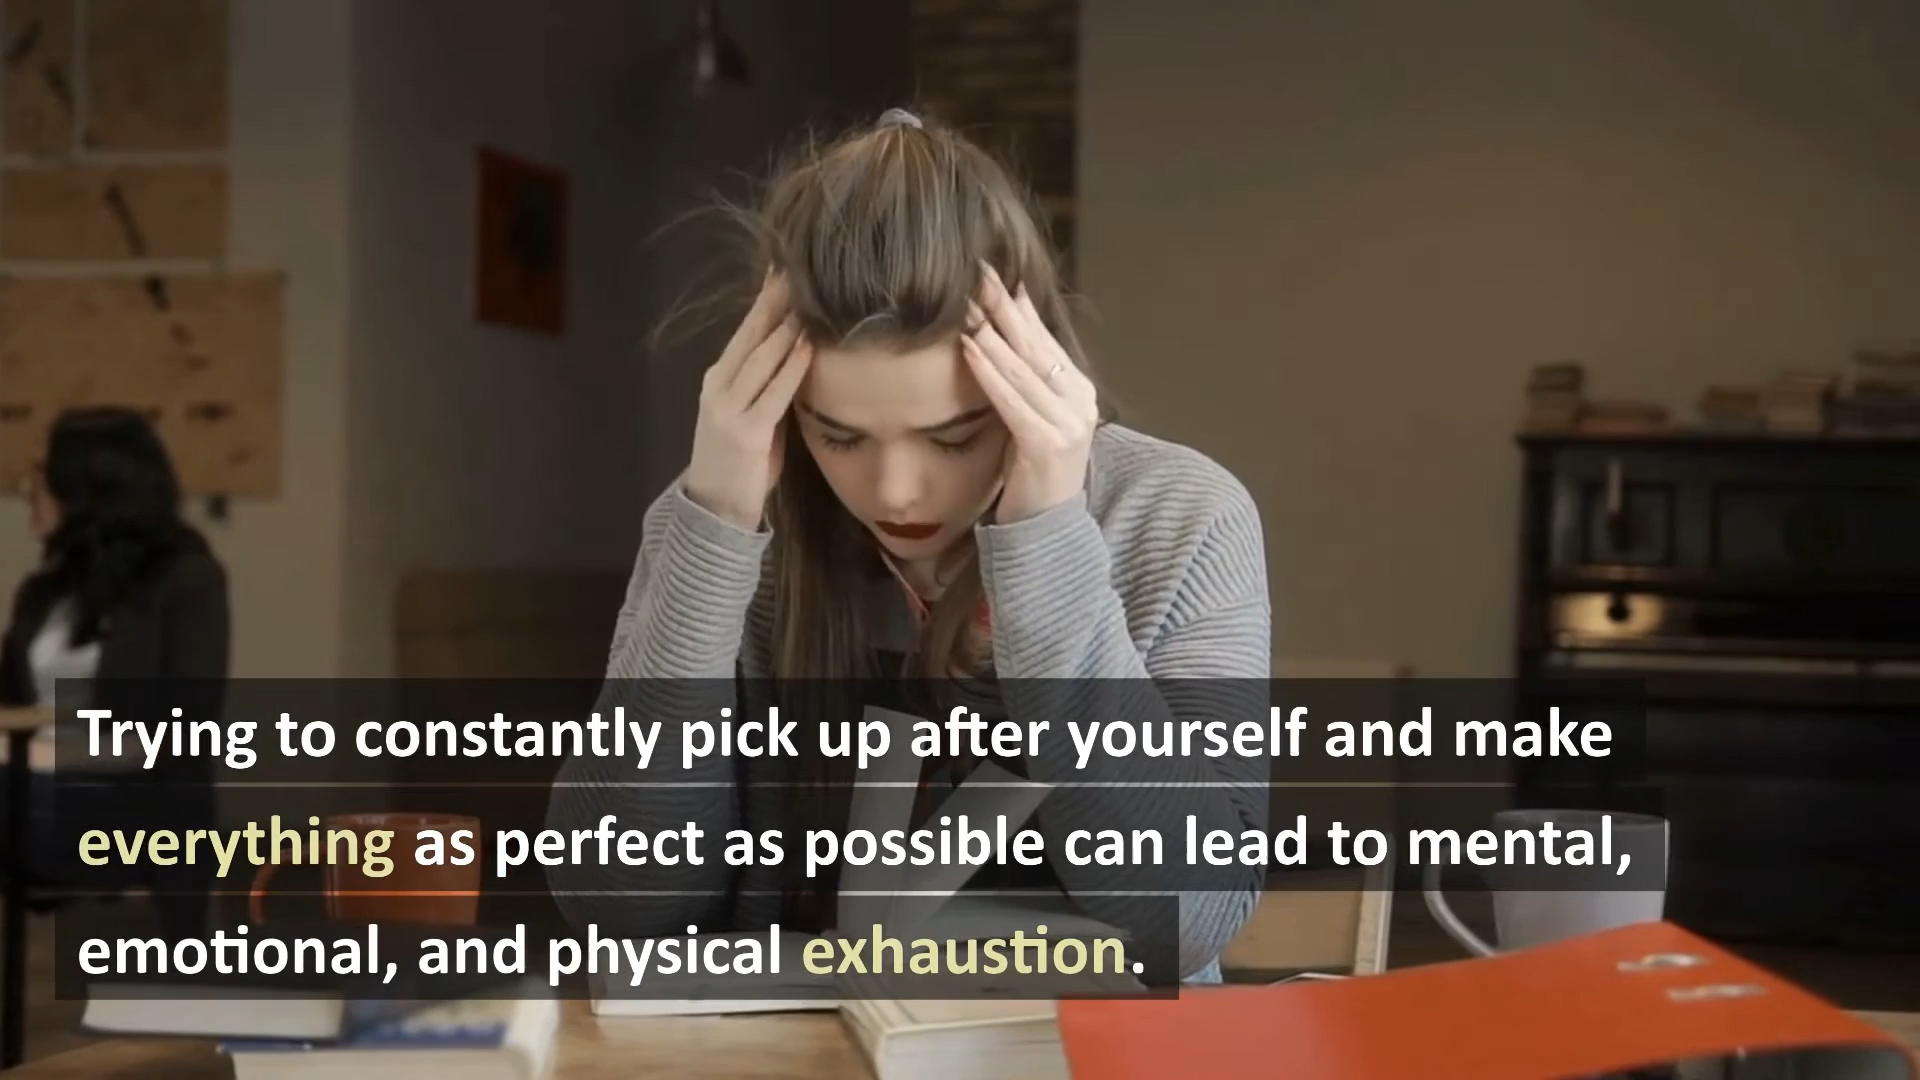 Trying to constantly pick up after yourself and make
everything as perfect as possible can lead to mental,
emotional, and physical exhaustion.